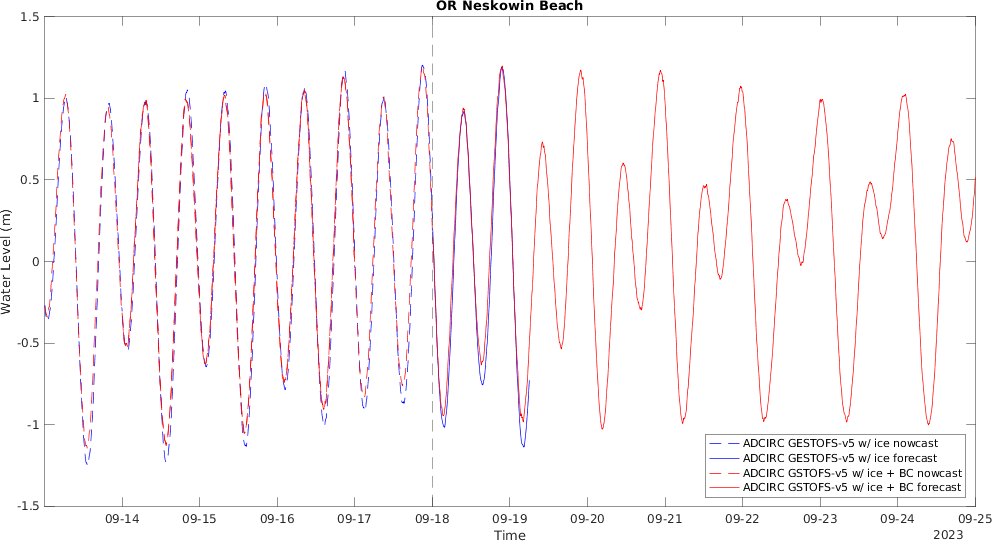 OR Neskowin Beach
Water Level (m)
1.5
1
0.5
0
-0.5
-1
-1.5
ADCIRC GESTOFS-v5 w/ ice nowcast
ADCIRC GESTOFS-v5 w/ ice forecast
ADCIRC GSTOFS-v5 w/ ice + BC nowcast
ADCIRC GSTOFS-v5 w/ ice + BC forecast
09-14 09-15 09-16 09-17 09-18 09-19 09-20 09-21 09-22 09-23 09-24 09-25
Time
2023